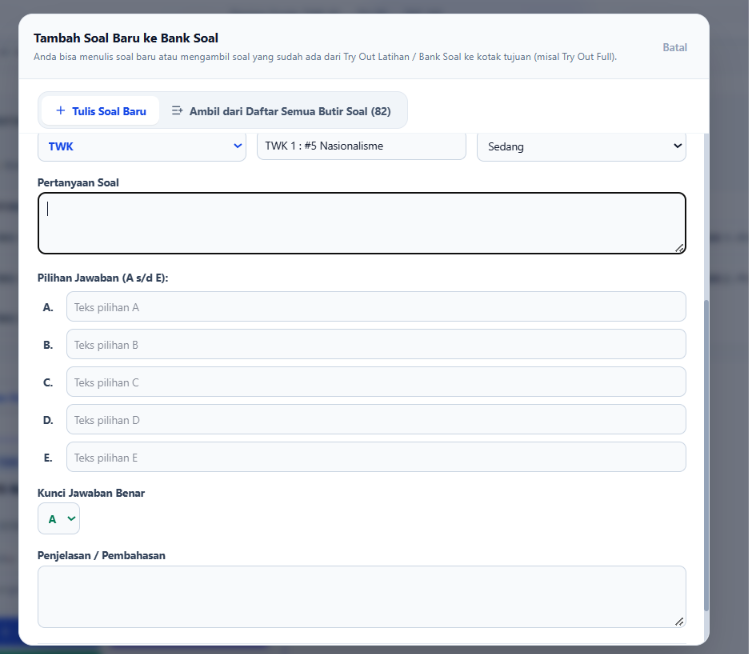 Tambah Soal Baru ke Bank Soal
Anda bisa menulis soal baru atau mengambil soal yang sudah ada dari Try Out Latihan / Bank Soal ke kotak tujuan (misal Try Out Full).
Batal
+ Tulis Soal Baru
Ambil dari Daftar Semua Butir Soal (82)
TWK
TWK 1 : #5 Nasionalisme
Sedang
Pertanyaan Soal
Pilihan Jawaban (A s/d E):
A. Teks pilihan A
B. Teks pilihan B
C. Teks pilihan C
D. Teks pilihan D
E. Teks pilihan E
Kunci Jawaban Benar
A
Penjelasan / Pembahasan